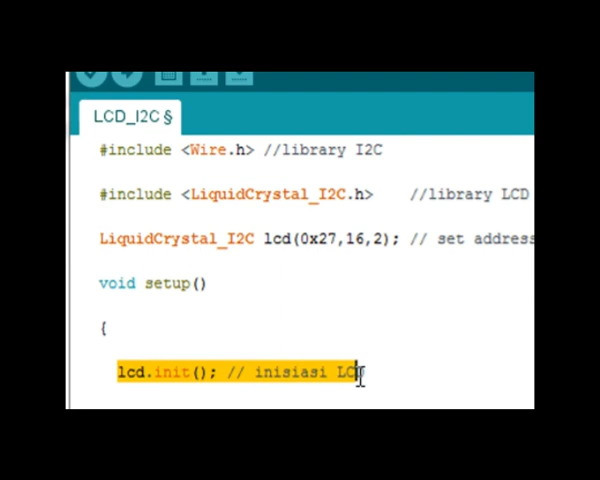 LCD_I2C §
#include <Wire.h> //library I2C
#include <LiquidCrystal_I2C.h> //library LCD
LiquidCrystal_I2C lcd(0x27,16,2); // set address
void setup()
{
lcd.init(); // inisiasi LCD